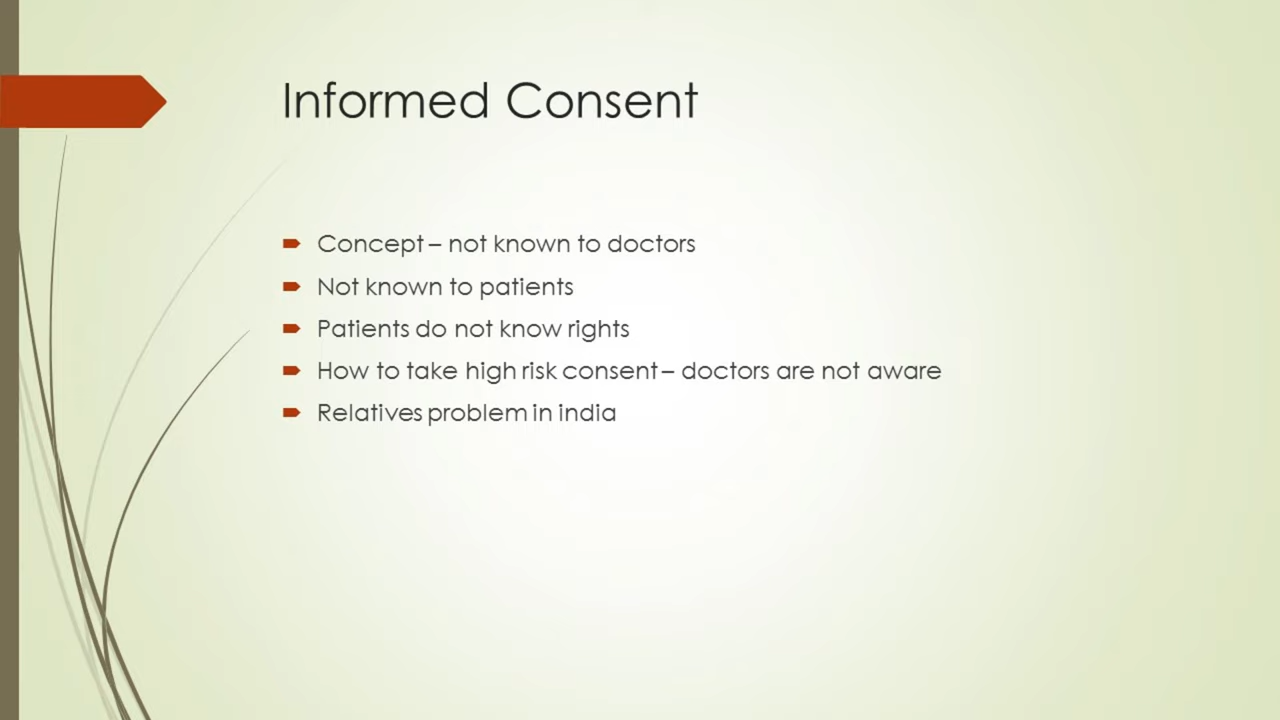 Informed Consent
Concept – not known to doctors
Not known to patients
Patients do not know rights
How to take high risk consent – doctors are not aware
Relatives problem in india